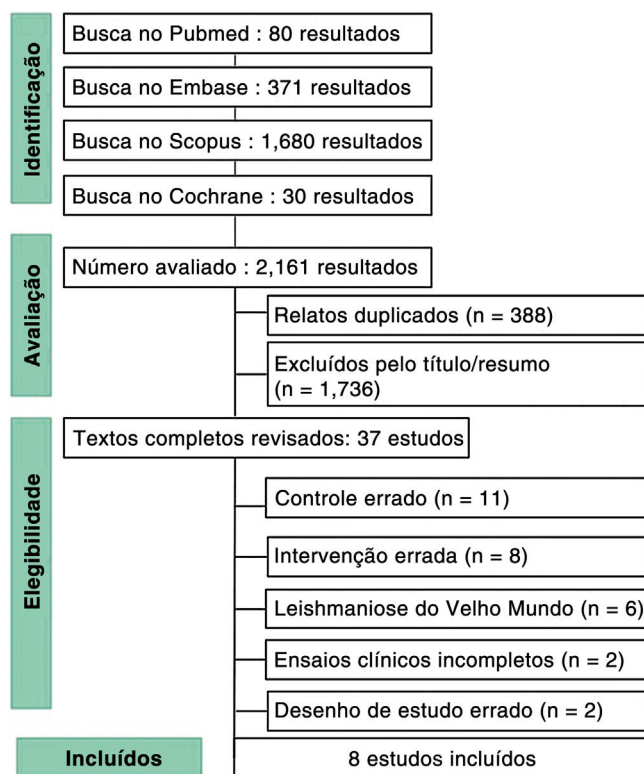 Identificação
Busca no Pubmed : 80 resultados
Busca no Embase : 371 resultados
Busca no Scopus : 1,680 resultados
Busca no Cochrane : 30 resultados
Avaliação
Número avaliado : 2,161 resultados
Relatos duplicados (n = 388)
Excluídos pelo título/resumo
(n = 1,736)
Elegibilidade
Textos completos revisados: 37 estudos
Controle errado (n = 11)
Intervenção errada (n = 8)
Leishmaniose do Velho Mundo (n = 6)
Ensaios clínicos incompletos (n = 2)
Desenho de estudo errado (n = 2)
Incluídos
8 estudos incluídos